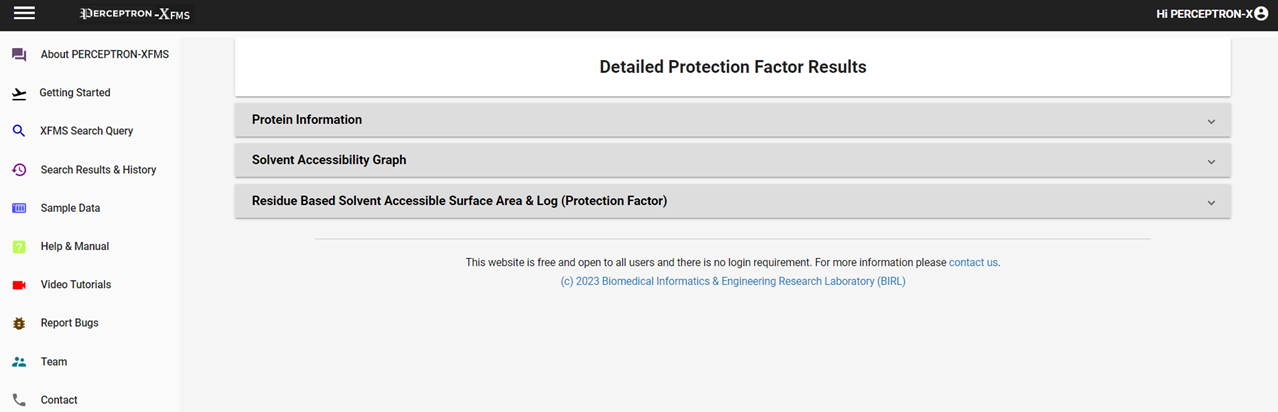 PERCEPTRON-XFMS
Hi PERCEPTRON-X
About PERCEPTRON-XFMS
Getting Started
XFMS Search Query
Search Results & History
Sample Data
Help & Manual
Video Tutorials
Report Bugs
Team
Contact
Detailed Protection Factor Results
Protein Information
Solvent Accessibility Graph
Residue Based Solvent Accessible Surface Area & Log (Protection Factor)
This website is free and open to all users and there is no login requirement. For more information please contact us.
(c) 2023 Biomedical Informatics & Engineering Research Laboratory (BIRL)